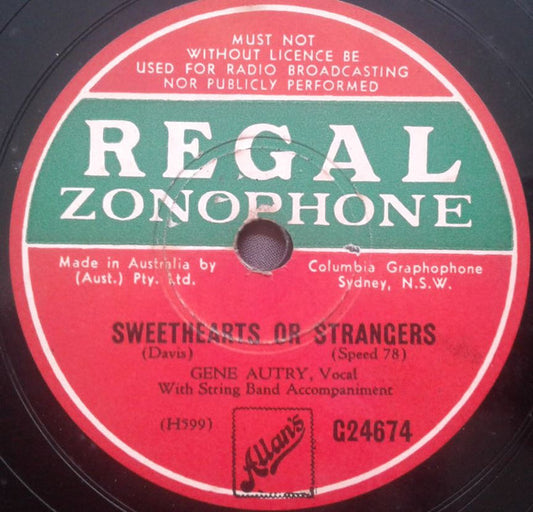 MUST NOT
WITHOUT LICENCE BE
USED FOR RADIO BROADCASTING
NOR PUBLICLY PERFORMED
REGAL
ZONOPHONE
Made in Australia by Columbia Graphophone
(Aust.) Pty. Ltd. Sydney, N.S.W.
SWEETHEARTS OR STRANGERS
(Davis) (Speed 78)
GENE AUTRY, Vocal
With String Band Accompaniment
(H599) Allan's G24674